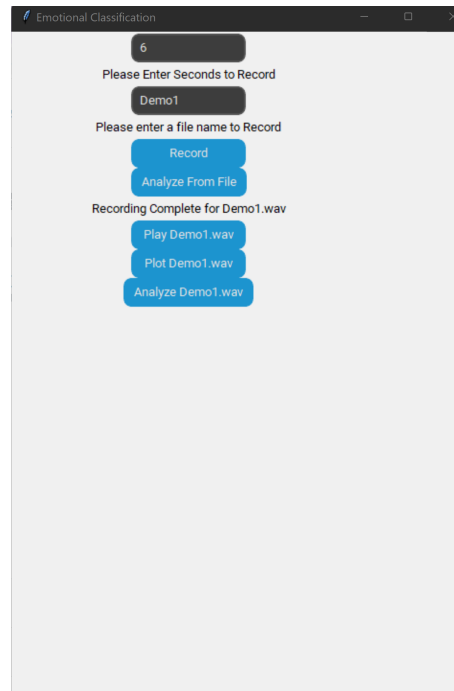 Emotional Classification
6
Please Enter Seconds to Record
Demo1
Please enter a file name to Record
Record
Analyze From File
Recording Complete for Demo1.wav
Play Demo1.wav
Plot Demo1.wav
Analyze Demo1.wav